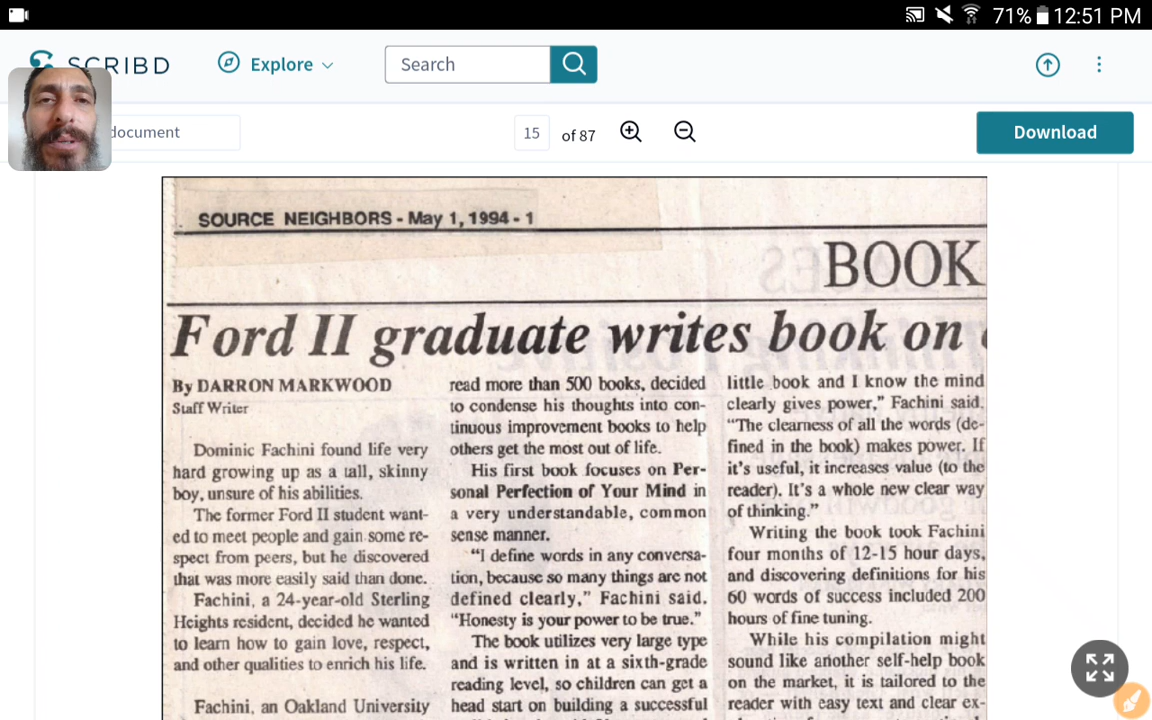 71% 12:51 PM
SCRIBD
Explore
Search
document
15 of 87
Download
SOURCE NEIGHBORS - May 1, 1994 - 1
BOOK
Ford II graduate writes book on
By DARRON MARKWOOD
Staff Writer
Dominic Fachini found life very
hard growing up as a tall, skinny
boy, unsure of his abilities.
The former Ford II student want-
ed to meet people and gain some re-
spect from peers, but he discovered
that was more easily said than done.
Fachini, a 24-year-old Sterling
Heights resident, decided he wanted
to learn how to gain love, respect,
and other qualities to enrich his life.
Fachini, an Oakland University
read more than 500 books, decided
to condense his thoughts into con-
tinuous improvement books to help
others get the most out of life.
His first book focuses on Per-
sonal Perfection of Your Mind in
a very understandable, common
sense manner.
"I define words in any conversa-
tion, because so many things are not
defined clearly," Fachini said.
"Honesty is your power to be true."
The book utilizes very large type
and is written in at a sixth-grade
reading level, so children can get a
head start on building a successful
little book and I know the mind
clearly gives power," Fachini said.
"The clearness of all the words (de-
fined in the book) makes power. If
it's useful, it increases value (to the
reader). It's a whole new clear way
of thinking."
Writing the book took Fachini
four months of 12-15 hour days,
and discovering definitions for his
60 words of success included 200
hours of fine tuning.
While his compilation might
sound like another self-help book
on the market, it is tailored to the
reader with easy text and clear ex-